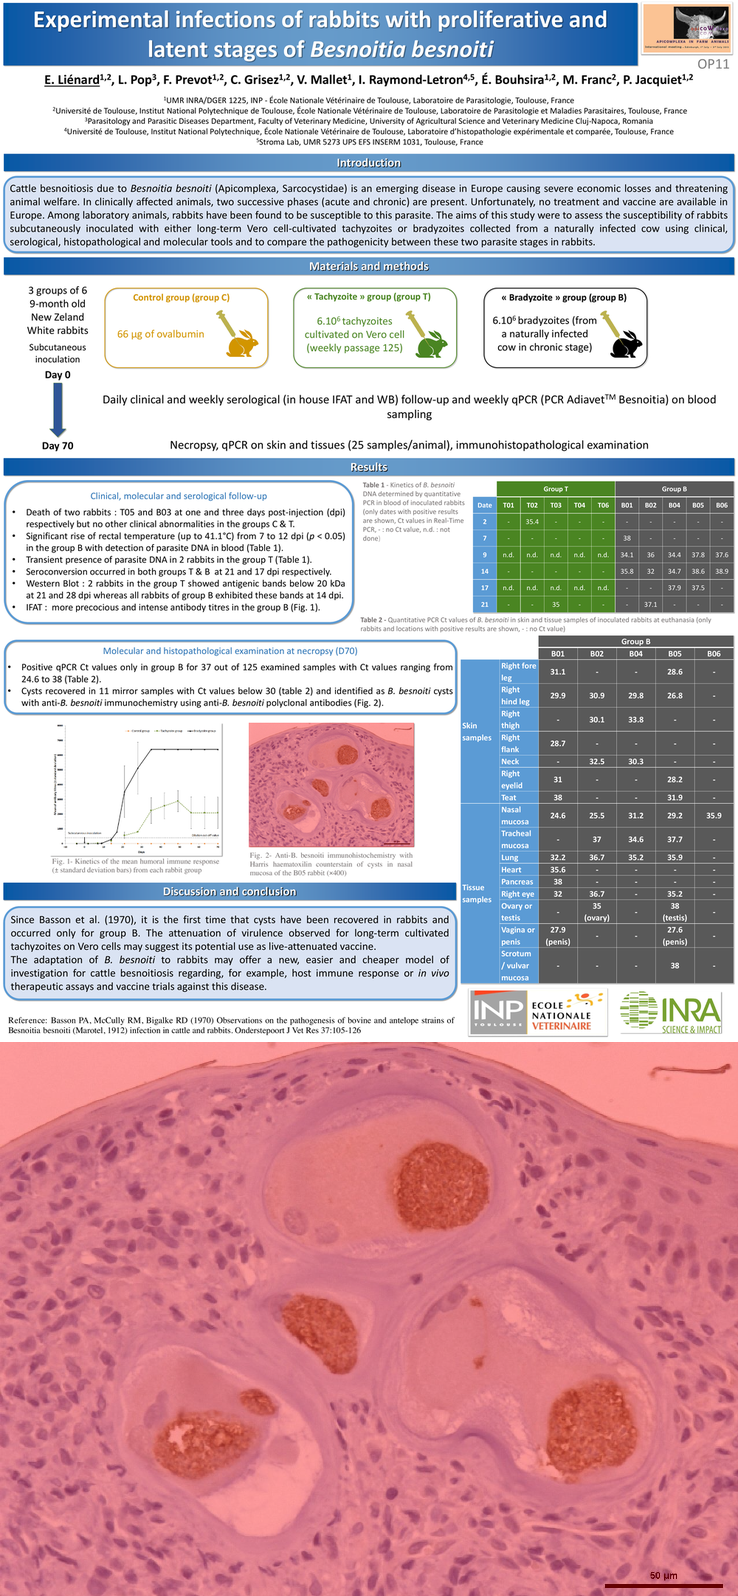 Experimental infections of rabbits with proliferative and
latent stages of Besnoitia besnoiti
APICOMPLEXA IN FARM ANIMALS
OP11
E. Liénard1,2, L. Pop3, F. Prevot1,2, C. Grisez1,2, V. Mallet1, I. Raymond-Letron4,5, É. Bouhsira1,2, M. Franc2, P. Jacquiet1,2
1UMR INRA/DGER 1225, INP - École Nationale Vétérinaire de Toulouse, Laboratoire de Parasitologie, Toulouse, France
2Université de Toulouse, Institut National Polytechnique de Toulouse, École Nationale Vétérinaire de Toulouse, Laboratoire de Parasitologie et Maladies Parasitaires, Toulouse, France
3Parasitology and Parasitic Diseases Department, Faculty of Veterinary Medicine, University of Agricultural Science and Veterinary Medicine Cluj-Napoca, Romania
Université de Toulouse, Institut National Polytechnique, École Nationale Vétérinaire de Toulouse, Laboratoire d'histopathologie expérimentale et comparée, Toulouse, France
5Stroma Lab, UMR 5273 UPS EFS INSERM 1031, Toulouse, France
Introduction
Cattle besnoitiosis due to Besnoitia besnoiti (Apicomplexa, Sarcocystidae) is an emerging disease in Europe causing severe economic losses and threatening
animal welfare. In clinically affected animals, two successive phases (acute and chronic) are present. Unfortunately, no treatment and vaccine are available in
Europe. Among laboratory animals, rabbits have been found to be susceptible to this parasite. The aims of this study were to assess the susceptibility of rabbits
subcutaneously inoculated with either long-term Vero cell-cultivated tachyzoites or bradyzoites collected from a naturally infected cow using clinical,
serological, histopathological and molecular tools and to compare the pathogenicity between these two parasite stages in rabbits.
Materials and methods
3 groups of 6
9-month old
New Zeland
White rabbits
Subcutaneous
inoculation
Day 0
Control group (group C)
66 µg of ovalbumin
« Tachyzoite » group (group T)
6.10⁶ tachyzoites
cultivated on Vero cell
(weekly passage 125)
« Bradyzoite » group (group B)
6.10⁶ bradyzoites (from
a naturally infected
cow in chronic stage)
Daily clinical and weekly serological (in house IFAT and WB) follow-up and weekly qPCR (PCR AdiavetTM Besnoitia) on blood
sampling
Day 70
Necropsy, qPCR on skin and tissues (25 samples/animal), immunohistopathological examination
Results
Clinical, molecular and serological follow-up
• Death of two rabbits : T05 and B03 at one and three days post-injection (dpi)
respectively but no other clinical abnormalities in the groups C & T.
• Significant rise of rectal temperature (up to 41.1°C) from 7 to 12 dpi (p < 0.05)
in the group B with detection of parasite DNA in blood (Table 1).
• Transient presence of parasite DNA in 2 rabbits in the group T (Table 1).
• Seroconversion occurred in both groups T & B at 21 and 17 dpi respectively.
• Western Blot : 2 rabbits in the group T showed antigenic bands below 20 kDa
at 21 and 28 dpi whereas all rabbits of group B exhibited these bands at 14 dpi.
• IFAT : more precocious and intense antibody titres in the group B (Fig. 1).
Table 1 - Kinetics of B. besnoiti
DNA determined by quantitative
PCR in blood of inoculated rabbits
(only dates with positive results
are shown, Ct values in Real-Time
PCR, - : no Ct value, n.d. : not
done)
Group T Group B
Date T01 T02 T03 T04 T06 B01 B02 B04 B05 B06
2 - 35.4 - - - - - - - -
7 - - - - - 38 - - - -
9 n.d. n.d. n.d. n.d. n.d. 34.1 36 34.4 37.8 37.6
14 - - - - - 35.8 32 34.7 38.6 38.9
17 n.d. n.d. n.d. n.d. n.d. - - 37.9 37.5 -
21 - - 35 - - - 37.1 - - -
Table 2 - Quantitative PCR Ct values of B. besnoiti in skin and tissue samples of inoculated rabbits at euthanasia (only
rabbits and locations with positive results are shown, - : no Ct value)
Molecular and histopathological examination at necropsy (D70)
• Positive qPCR Ct values only in group B for 37 out of 125 examined samples with Ct values ranging from
24.6 to 38 (Table 2).
• Cysts recovered in 11 mirror samples with Ct values below 30 (table 2) and identified as B. besnoiti cysts
with anti-B. besnoiti immunochemistry using anti-B. besnoiti polyclonal antibodies (Fig. 2).
Fig. 1- Kinetics of the mean humoral immune response
(± standard deviation bars) from each rabbit group
Fig. 2- Anti-B. besnoiti immunohistochemistry with
Harris haematoxilin counterstain of cysts in nasal
mucosa of the B05 rabbit (×400)
Group B
B01 B02 B04 B05 B06
Skin
samples
Right fore
leg 31.1 - - 28.6 -
Right
hind leg 29.9 30.9 29.8 26.8 -
Right
thigh - 30.1 33.8 - -
Right
flank 28.7 - - - -
Neck - 32.5 30.3 - -
Right
eyelid 31 - - 28.2 -
Teat 38 - - 31.9 -
Tissue
samples
Nasal
mucosa 24.6 25.5 31.2 29.2 35.9
Tracheal
mucosa - 37 34.6 37.7 -
Lung 32.2 36.7 35.2 35.9 -
Heart 35.6 - - - -
Pancreas 38 - - - -
Right eye 32 36.7 - 35.2 -
Ovary or
testis - 35
(ovary) - 38
(testis) -
Vagina or
penis 27.9
(penis) - - 27.6
(penis) -
Scrotum
/ vulvar
mucosa - - - 38 -
Discussion and conclusion
Since Basson et al. (1970), it is the first time that cysts have been recovered in rabbits and
occurred only for group B. The attenuation of virulence observed for long-term cultivated
tachyzoites on Vero cells may suggest its potential use as live-attenuated vaccine.
The adaptation of B. besnoiti to rabbits may offer a new, easier and cheaper model of
investigation for cattle besnoitiosis regarding, for example, host immune response or in vivo
therapeutic assays and vaccine trials against this disease.
Reference: Basson PA, McCully RM, Bigalke RD (1970) Observations on the pathogenesis of bovine and antelope strains of
Besnoitia besnoiti (Marotel, 1912) infection in cattle and rabbits. Onderstepoort J Vet Res 37:105-126
INP
TOULOUSE
ECOLE
NATIONALE
VETERINAIRE
INRA
SCIENCE & IMPACT
50 µm